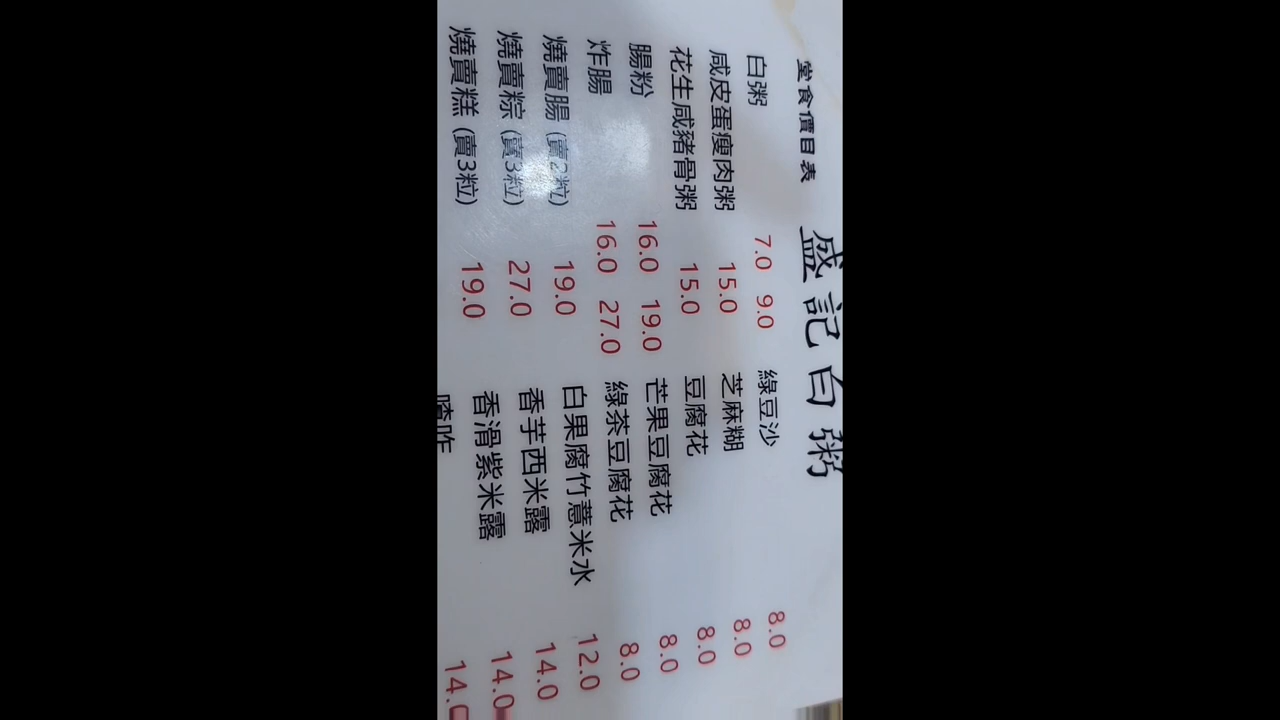 盛記白粥
堂食價目表
白粥 7.0 9.0 綠豆沙 8.0
咸皮蛋瘦肉粥 15.0 芝麻糊 8.0
花生咸豬骨粥 15.0 豆腐花 8.0
腸粉 16.0 19.0 芒果豆腐花 8.0
炸腸 16.0 27.0 綠茶豆腐花 8.0
燒賣腸 (賣2粒) 19.0 白果腐竹薏米水 12.0
燒賣粽 (賣3粒) 27.0 香芋西米露 14.0
燒賣糕 (賣3粒) 19.0 香滑紫米露 14.0
喳咋 14.0